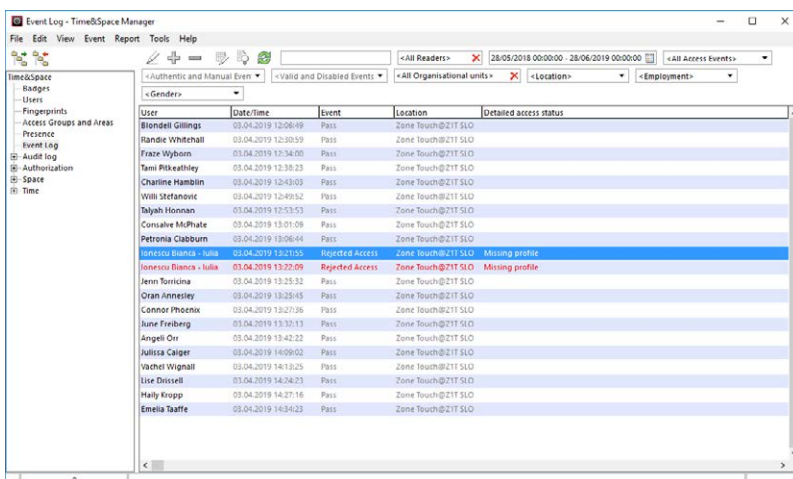 Event Log - Time&Space Manager
File Edit View Event Report Tools Help
<All Readers> 28/05/2018 00:00:00 - 28/06/2019 00:00:00 <All Access Events>
<Authentic and Manual Even <Valid and Disabled Events <All Organisational units> <Location> <Employment>
<Gender>
Time&Space
Badges
Users
Fingerprints
Access Groups and Areas
Presence
Event Log
Audit log
Authorization
Space
Time
User Date/Time Event Location Detailed access status
Blondell Gillings 03.04.2019 12:06:49 Pass Zone Touch@Z1T SLO
Randie Whitehall 03.04.2019 12:30:59 Pass Zone Touch@Z1T SLO
Fraze Wyborn 03.04.2019 12:34:00 Pass Zone Touch@Z1T SLO
Tami Pitkeathley 03.04.2019 12:38:23 Pass Zone Touch@Z1T SLO
Charline Hamblin 03.04.2019 12:43:03 Pass Zone Touch@Z1T SLO
Willi Stefanovic 03.04.2019 12:49:52 Pass Zone Touch@Z1T SLO
Talyah Honnan 03.04.2019 12:53:53 Pass Zone Touch@Z1T SLO
Consalve McPhate 03.04.2019 13:01:09 Pass Zone Touch@Z1T SLO
Petronia Clabburn 03.04.2019 13:06:44 Pass Zone Touch@Z1T SLO
Ionescu Bianca - Iulia 03.04.2019 13:21:55 Rejected Access Zone Touch@Z1T SLO Missing profile
Ionescu Bianca - Iulia 03.04.2019 13:22:09 Rejected Access Zone Touch@Z1T SLO Missing profile
Jenn Torricina 03.04.2019 13:25:32 Pass Zone Touch@Z1T SLO
Oran Annesley 03.04.2019 13:25:45 Pass Zone Touch@Z1T SLO
Connor Phoenix 03.04.2019 13:27:36 Pass Zone Touch@Z1T SLO
June Freiberg 03.04.2019 13:32:13 Pass Zone Touch@Z1T SLO
Angeli Orr 03.04.2019 13:42:22 Pass Zone Touch@Z1T SLO
Julissa Caiger 03.04.2019 14:09:02 Pass Zone Touch@Z1T SLO
Vachel Wignall 03.04.2019 14:13:25 Pass Zone Touch@Z1T SLO
Lise Drissell 03.04.2019 14:24:23 Pass Zone Touch@Z1T SLO
Haily Kropp 03.04.2019 14:27:16 Pass Zone Touch@Z1T SLO
Emelia Taaffe 03.04.2019 14:34:23 Pass Zone Touch@Z1T SLO